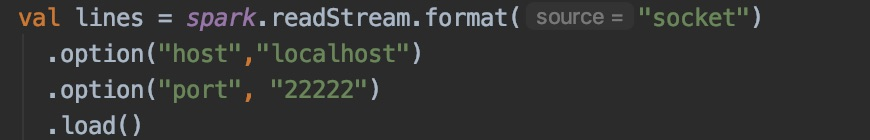 val lines = spark.readStream.format( source = "socket")
.option("host","localhost")
.option("port", "22222")
.load()